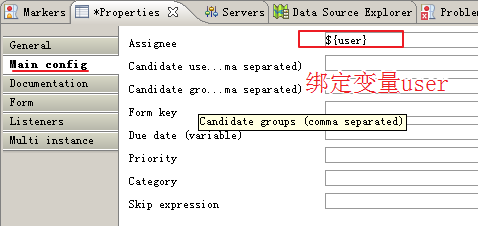 Markers *Properties Servers Data Source Explorer Proble
General
Main config
Documentation
Form
Listeners
Multi instance
Assignee ${user}
Candidate use...ma separated)
Candidate gro...ma separated)
绑定变量user
Form key
Candidate groups (comma separated)
Due date (variable)
Priority
Category
Skip expression